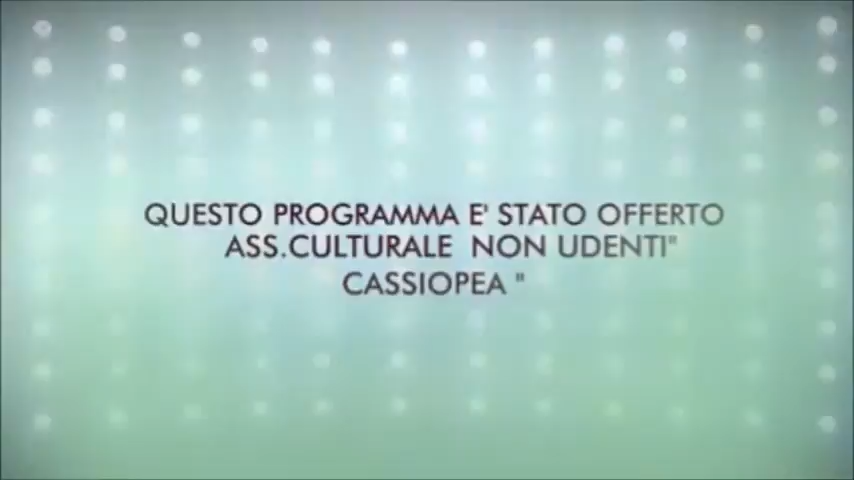 QUESTO PROGRAMMA E' STATO OFFERTO
ASS.CULTURALE  NON UDENTI"
CASSIOPEA "